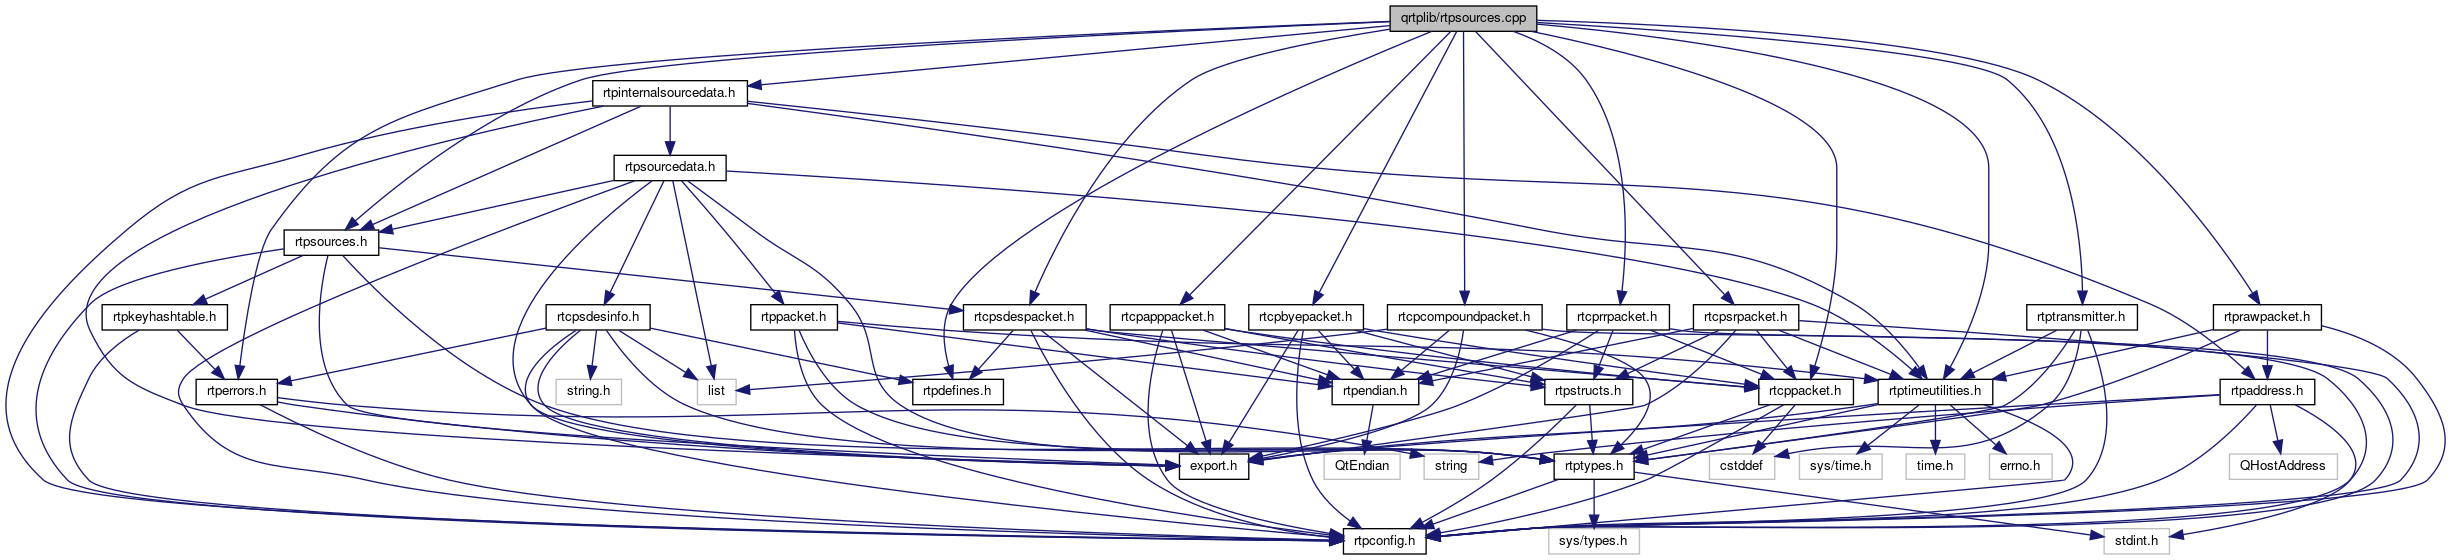 qrtplib/rtpsources.cpp
rtpinternalsourcedata.h
rtpsourcedata.h
rtpsources.h
rtpkeyhashtable.h
rtcpsdesinfo.h
rtppacket.h
rtcpsdespacket.h
rtcpapppacket.h
rtcpbyepacket.h
rtcpcompoundpacket.h
rtcprrpacket.h
rtcpsrpacket.h
rtptransmitter.h
rtprawpacket.h
rtperrors.h
string.h
list
rtpdefines.h
rtpendian.h
rtpstructs.h
rtcppacket.h
rtptimeutilities.h
rtpaddress.h
export.h
QtEndian
string
rtptypes.h
cstddef
sys/time.h
time.h
errno.h
QHostAddress
rtpconfig.h
sys/types.h
stdint.h